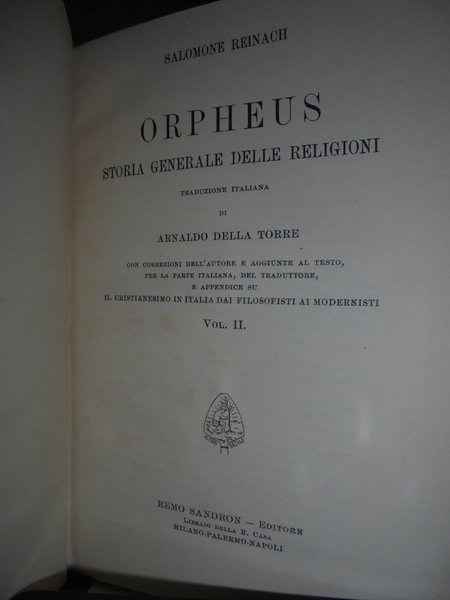 SALOMONE REINACH
ORPHEUS
STORIA GENERALE DELLE RELIGIONI
TRADUZIONE ITALIANA
DI
ARNALDO DELLA TORRE
CON CORREZIONI DELL'AUTORE E AGGIUNTE AL TESTO,
PER LA PARTE ITALIANA, DEL TRADUTTORE,
E APPENDICE SU
IL CRISTIANESIMO IN ITALIA DAI FILOSOFISTI AI MODERNISTI
VOL. II.
REMO SANDRON — EDITORE
LIBRAIO DELLA R. CASA
MILANO-PALERMO-NAPOLI